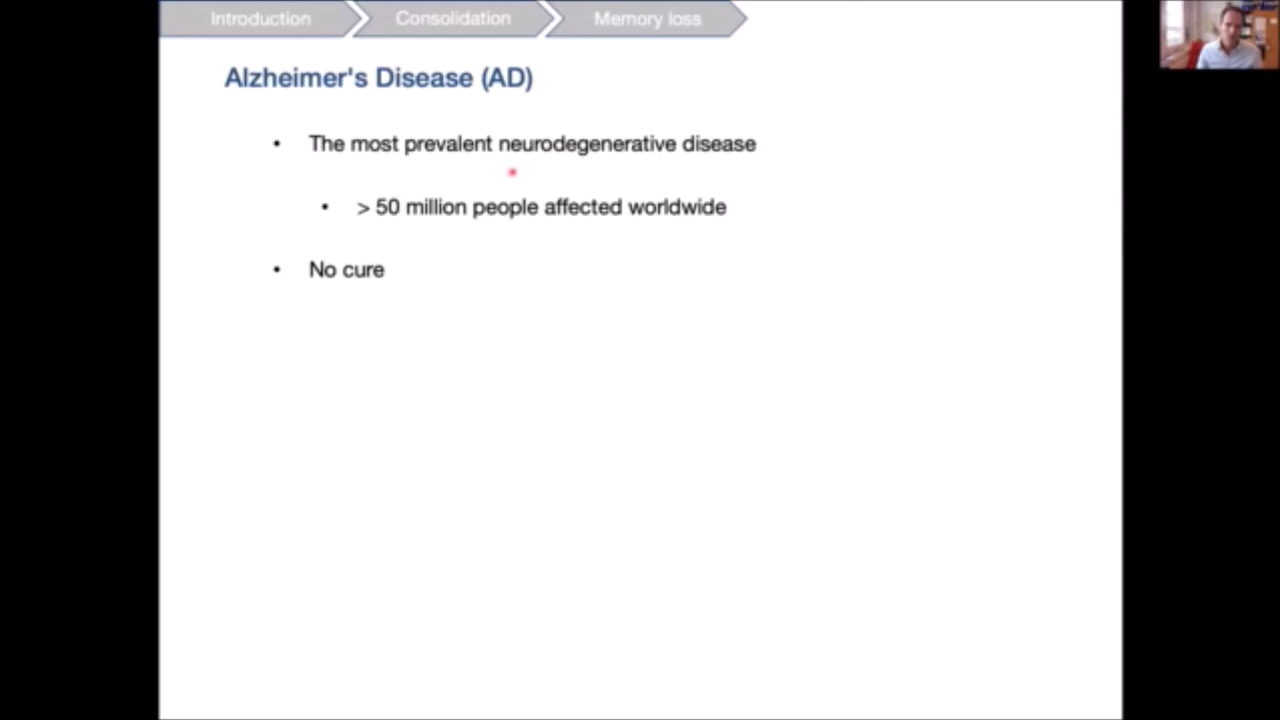 Introduction
Consolidation
Memory loss
Alzheimer's Disease (AD)
• The most prevalent neurodegenerative disease
• > 50 million people affected worldwide
• No cure